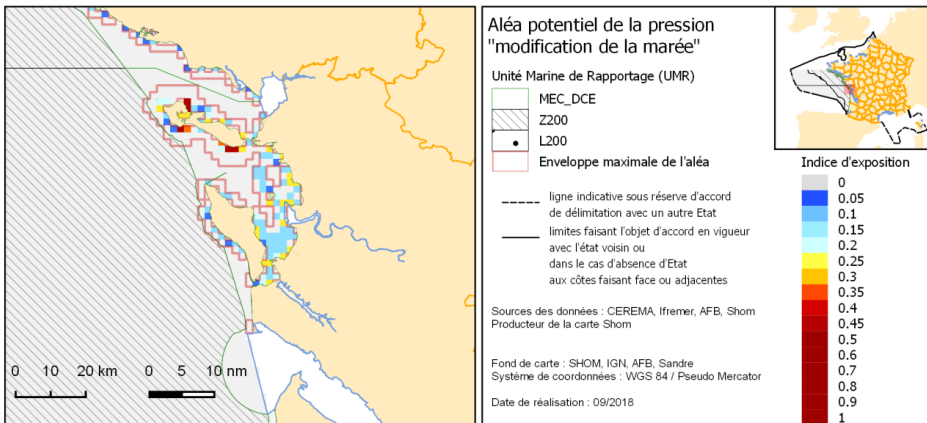 Aléa potentiel de la pression
"modification de la marée"
Unité Marine de Rapportage (UMR)
MEC_DCE
Z200
L200
Enveloppe maximale de l'aléa
ligne indicative sous réserve d'accord
de délimitation avec un autre Etat
limites faisant l'objet d'accord en vigueur
avec l'état voisin ou
dans le cas d'absence d'Etat
aux côtes faisant face ou adjacentes
Sources des données : CEREMA, Ifremer, AFB, Shom
Producteur de la carte Shom
Fond de carte : SHOM, IGN, AFB, Sandre
Système de coordonnées : WGS 84 / Pseudo Mercator
Date de réalisation : 09/2018
Indice d'exposition
0
0.05
0.1
0.15
0.2
0.25
0.3
0.35
0.4
0.45
0.5
0.6
0.7
0.8
0.9
1
0 10 20 km
0 5 10 nm